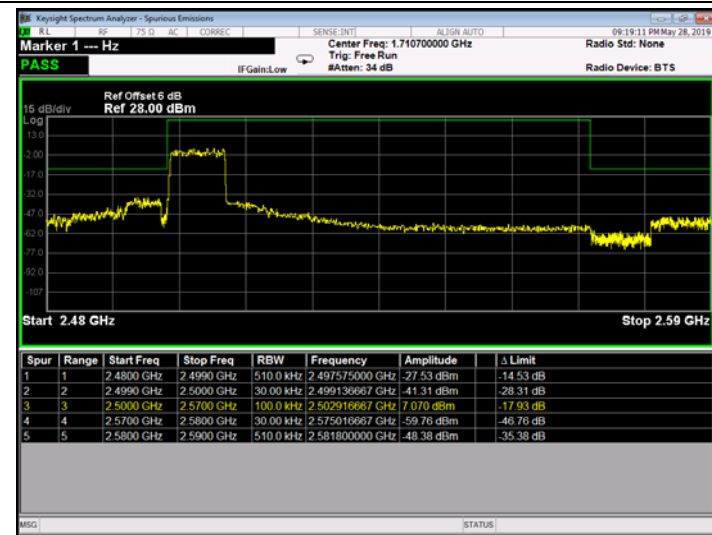 Keysight Spectrum Analyzer - Spurious Emissions
RL RF 75 Ω AC CORREC SENSE:INT ALIGN AUTO 09:19:11 PM May 28, 2019
Marker 1 --- Hz Center Freq: 1.710700000 GHz Radio Std: None
Trig: Free Run
PASS IFGain:Low #Atten: 34 dB Radio Device: BTS
Ref Offset 6 dB
15 dB/div Ref 28.00 dBm
Log
13.0
-2.00
-17.0
-32.0
-47.0
-62.0
-77.0
-92.0
-107
Start 2.48 GHz Stop 2.59 GHz
Spur Range Start Freq Stop Freq RBW Frequency Amplitude Δ Limit
1 1 2.4800 GHz 2.4990 GHz 510.0 kHz 2.497575000 GHz -27.53 dBm -14.53 dB
2 2 2.4990 GHz 2.5000 GHz 30.00 kHz 2.499136667 GHz -41.31 dBm -28.31 dB
3 3 2.5000 GHz 2.5700 GHz 100.0 kHz 2.502916667 GHz 7.070 dBm -17.93 dB
4 4 2.5700 GHz 2.5800 GHz 30.00 kHz 2.575016667 GHz -59.76 dBm -46.76 dB
5 5 2.5800 GHz 2.5900 GHz 510.0 kHz 2.581800000 GHz -48.38 dBm -35.38 dB
MSG STATUS